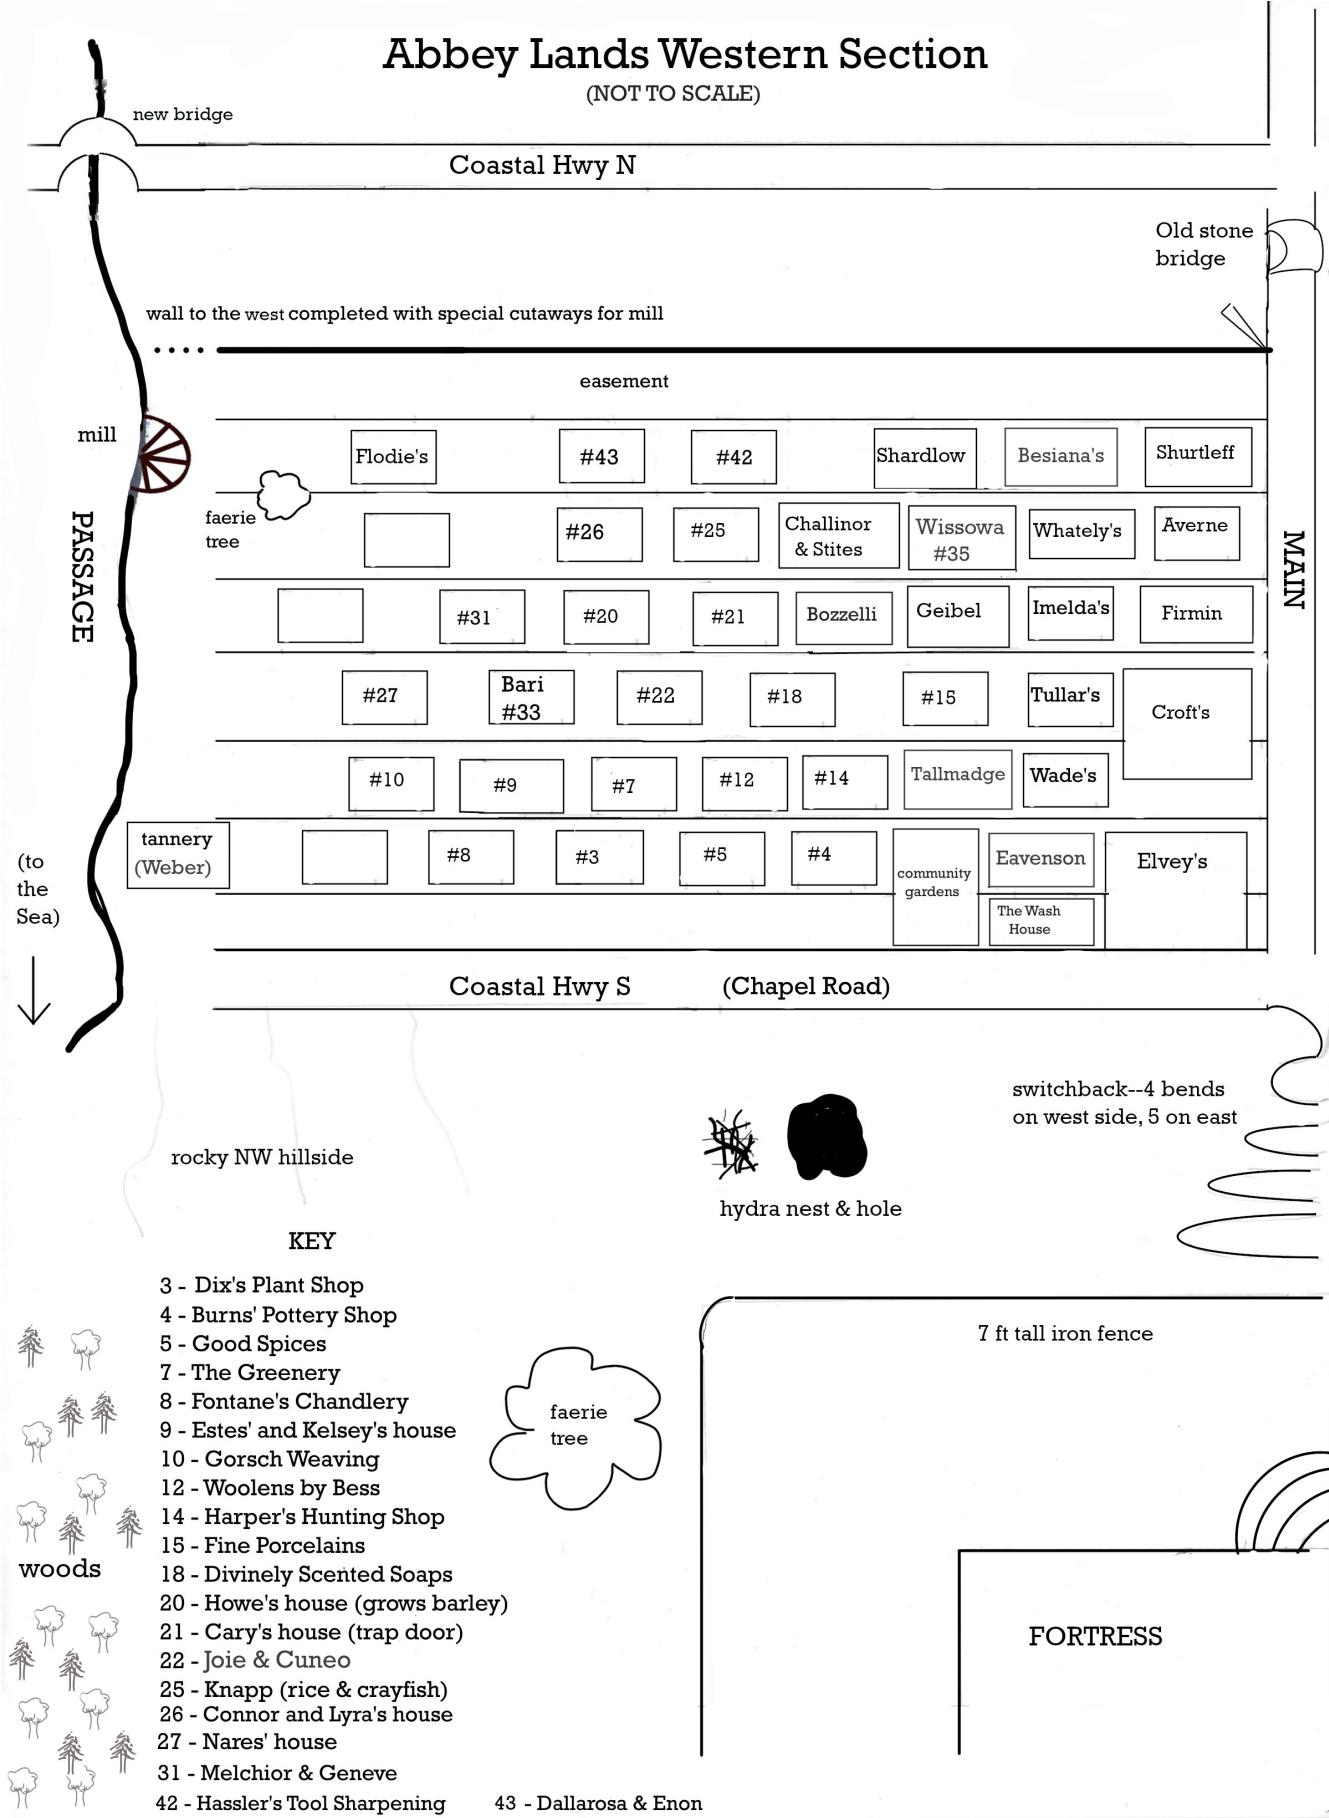 Abbey Lands Western Section
(NOT TO SCALE)
new bridge
Coastal Hwy N
Old stone
bridge
wall to the west completed with special cutaways for mill
easement
mill
Flodie's
#43
#42
Shardlow
Besiana's
Shurtleff
faerie
tree
#26
#25
Challinor
& Stites
Wissowa
#35
Whately's
Averne
PASSAGE
MAIN
#31
#20
#21
Bozzelli
Geibel
Imelda's
Firmin
#27
Bari
#33
#22
#18
#15
Tullar's
Croft's
#10
#9
#7
#12
#14
Tallmadge
Wade's
tannery
(Weber)
#8
#3
#5
#4
community
gardens
Eavenson
The Wash
House
Elvey's
(to
the
Sea)
Coastal Hwy S (Chapel Road)
switchback--4 bends
on west side, 5 on east
rocky NW hillside
hydra nest & hole
KEY
3 - Dix's Plant Shop
4 - Burns' Pottery Shop
5 - Good Spices
7 - The Greenery
8 - Fontane's Chandlery
9 - Estes' and Kelsey's house
10 - Gorsch Weaving
12 - Woolens by Bess
14 - Harper's Hunting Shop
15 - Fine Porcelains
18 - Divinely Scented Soaps
20 - Howe's house (grows barley)
21 - Cary's house (trap door)
22 - Joie & Cuneo
25 - Knapp (rice & crayfish)
26 - Connor and Lyra's house
27 - Nares' house
31 - Melchior & Geneve
42 - Hassler's Tool Sharpening
43 - Dallarosa & Enon
woods
faerie
tree
7 ft tall iron fence
FORTRESS